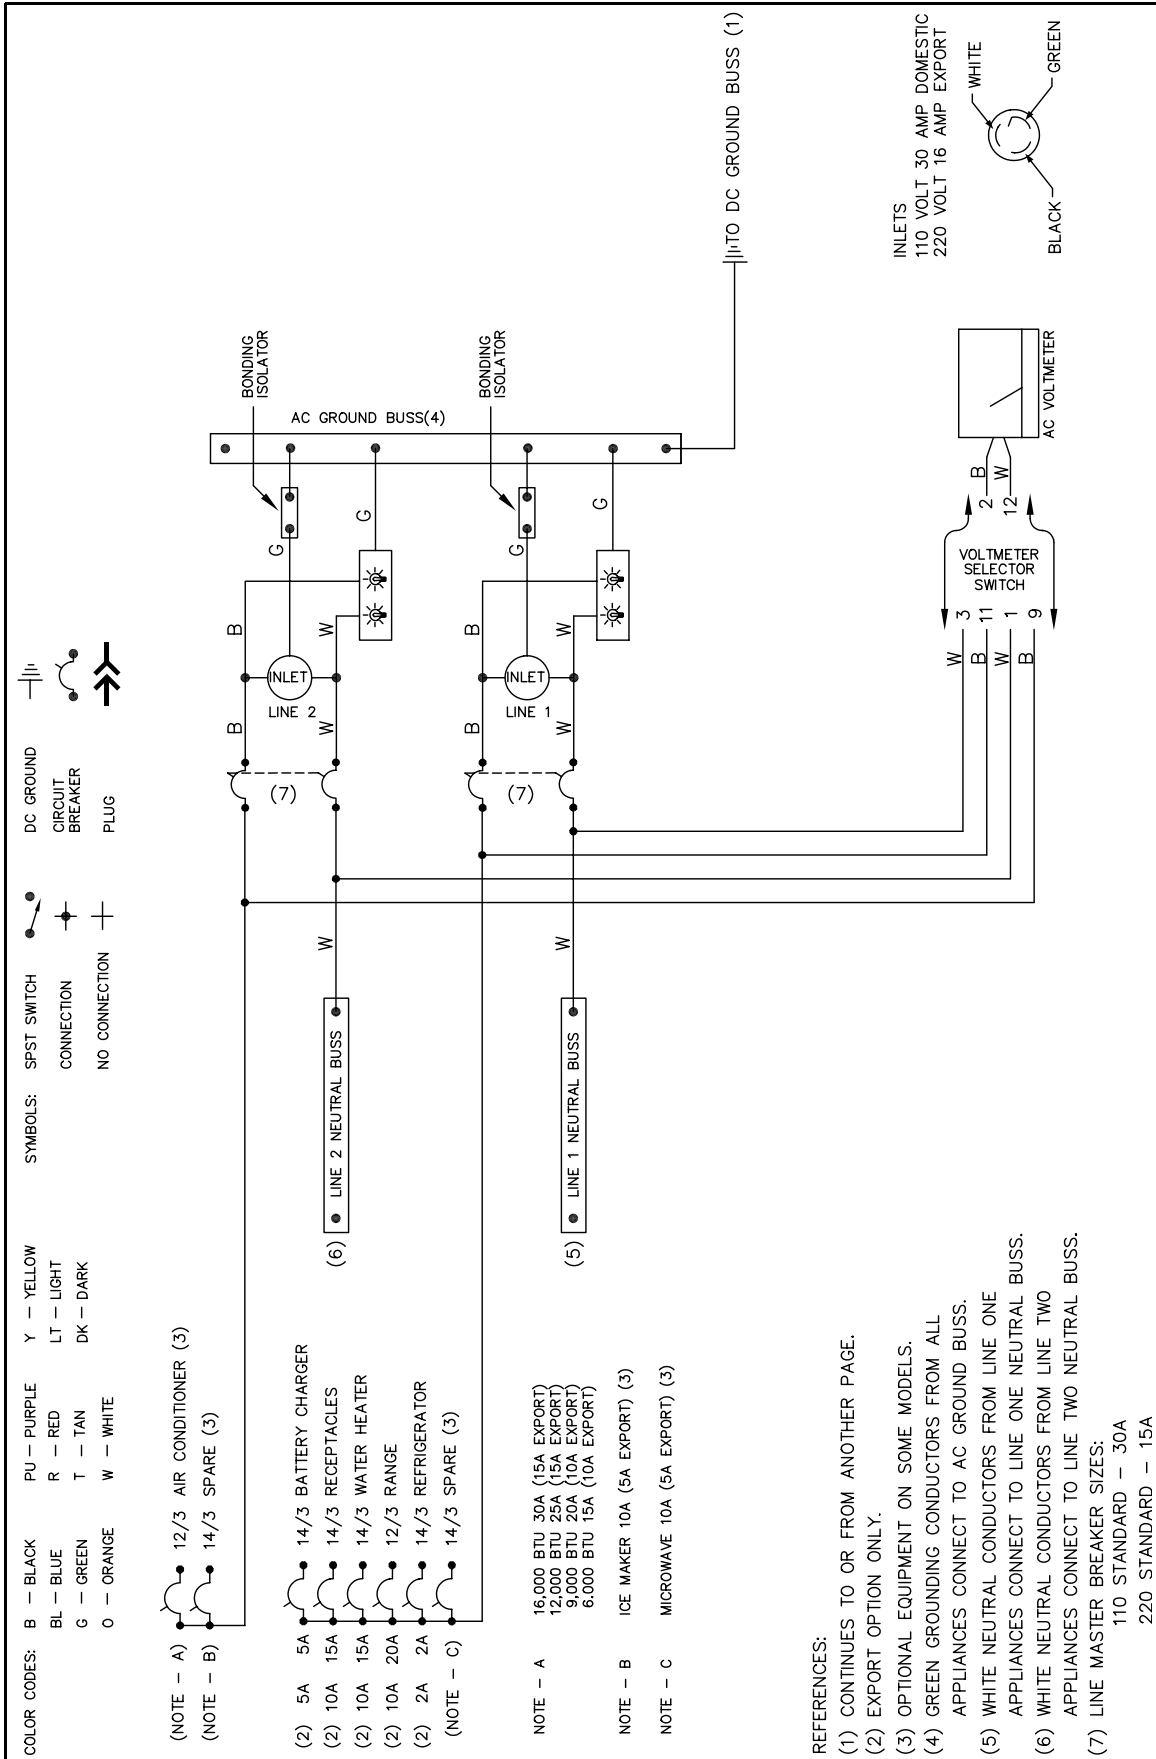 COLOR CODES:
B – BLACK
BL – BLUE
G – GREEN
O – ORANGE
PU – PURPLE
R – RED
T – TAN
W – WHITE
Y – YELLOW
LT – LIGHT
DK – DARK
SYMBOLS:
SPST SWITCH
CONNECTION
NO CONNECTION
DC GROUND
CIRCUIT
BREAKER
PLUG
(NOTE – A) 12/3 AIR CONDITIONER (3)
(NOTE – B) 14/3 SPARE (3)
(2) 5A 5A 14/3 BATTERY CHARGER
(2) 10A 15A 14/3 RECEPTACLES
(2) 10A 15A 14/3 WATER HEATER
(2) 10A 20A 12/3 RANGE
(2) 2A 2A 14/3 REFRIGERATOR
(NOTE – C) 14/3 SPARE (3)
NOTE – A
16,000 BTU 30A (15A EXPORT)
12,000 BTU 25A (15A EXPORT)
9,000 BTU 20A (10A EXPORT)
6.000 BTU 15A (10A EXPORT)
NOTE – B ICE MAKER 10A (5A EXPORT) (3)
NOTE – C MICROWAVE 10A (5A EXPORT) (3)
(6)
LINE 2 NEUTRAL BUSS
W
(5)
LINE 1 NEUTRAL BUSS
W
(7)
B
W
LINE 2
INLET
B
W
G
G
BONDING
ISOLATOR
AC GROUND BUSS(4)
(7)
B
W
LINE 1
INLET
B
W
G
G
BONDING
ISOLATOR
TO DC GROUND BUSS (1)
W 3
B 11
W 1
B 9
VOLTMETER
SELECTOR
SWITCH
2 B
12 W
AC VOLTMETER
INLETS
110 VOLT 30 AMP DOMESTIC
220 VOLT 16 AMP EXPORT
WHITE
BLACK
GREEN
REFERENCES:
(1) CONTINUES TO OR FROM ANOTHER PAGE.
(2) EXPORT OPTION ONLY.
(3) OPTIONAL EQUIPMENT ON SOME MODELS.
(4) GREEN GROUNDING CONDUCTORS FROM ALL
APPLIANCES CONNECT TO AC GROUND BUSS.
(5) WHITE NEUTRAL CONDUCTORS FROM LINE ONE
APPLIANCES CONNECT TO LINE ONE NEUTRAL BUSS.
(6) WHITE NEUTRAL CONDUCTORS FROM LINE TWO
APPLIANCES CONNECT TO LINE TWO NEUTRAL BUSS.
(7) LINE MASTER BREAKER SIZES:
110 STANDARD – 30A
220 STANDARD – 15A